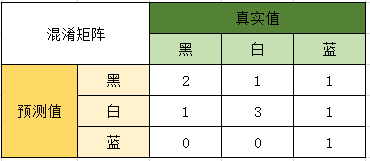 混淆矩阵 真实值
黑 白 蓝
预测值 黑 2 1 1
白 1 3 1
蓝 0 0 1